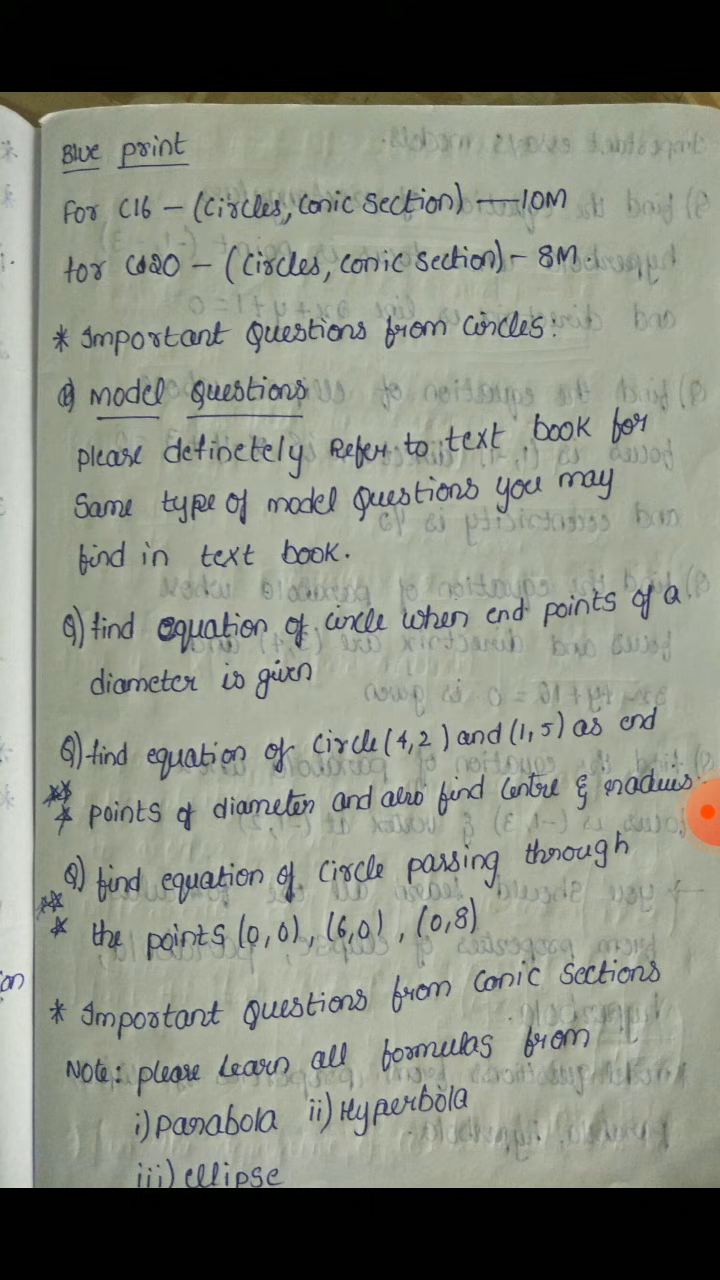 Blue print
For C16 - (Circles, Conic Section) - 10M
for C20 - (Circles, Conic Section) - 8M.
* Important Questions from circles:
Model Questions
please definetely Refer to text book for
Same type of model Questions you may
find in text book.
Q) find equation of circle when end points of a
diameter is given
Q) find equation of Circle (4,2) and (1,5) as end
** * points of diameter and also find Centre & radius.
Q) find equation of Circle passing through
** * the points (0,0), (6,0), (0,8)
* Important Questions from Conic Sections
Note: please Learn all formulas from
i) Parabola ii) Hyperbola
iii) ellipse
on